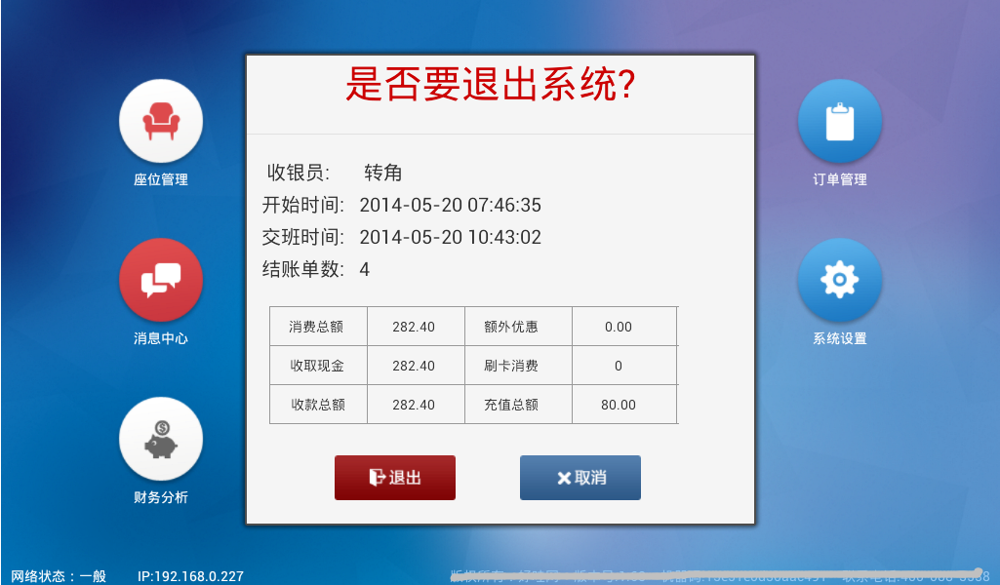 是否要退出系统?
收银员: 转角
开始时间: 2014-05-20 07:46:35
交班时间: 2014-05-20 10:43:02
结账单数: 4
消费总额 282.40 额外优惠 0.00
收取现金 282.40 刷卡消费 0
收款总额 282.40 充值总额 80.00
退出 取消
座位管理
消息中心
财务分析
订单管理
系统设置
网络状态：一般 IP:192.168.0.227